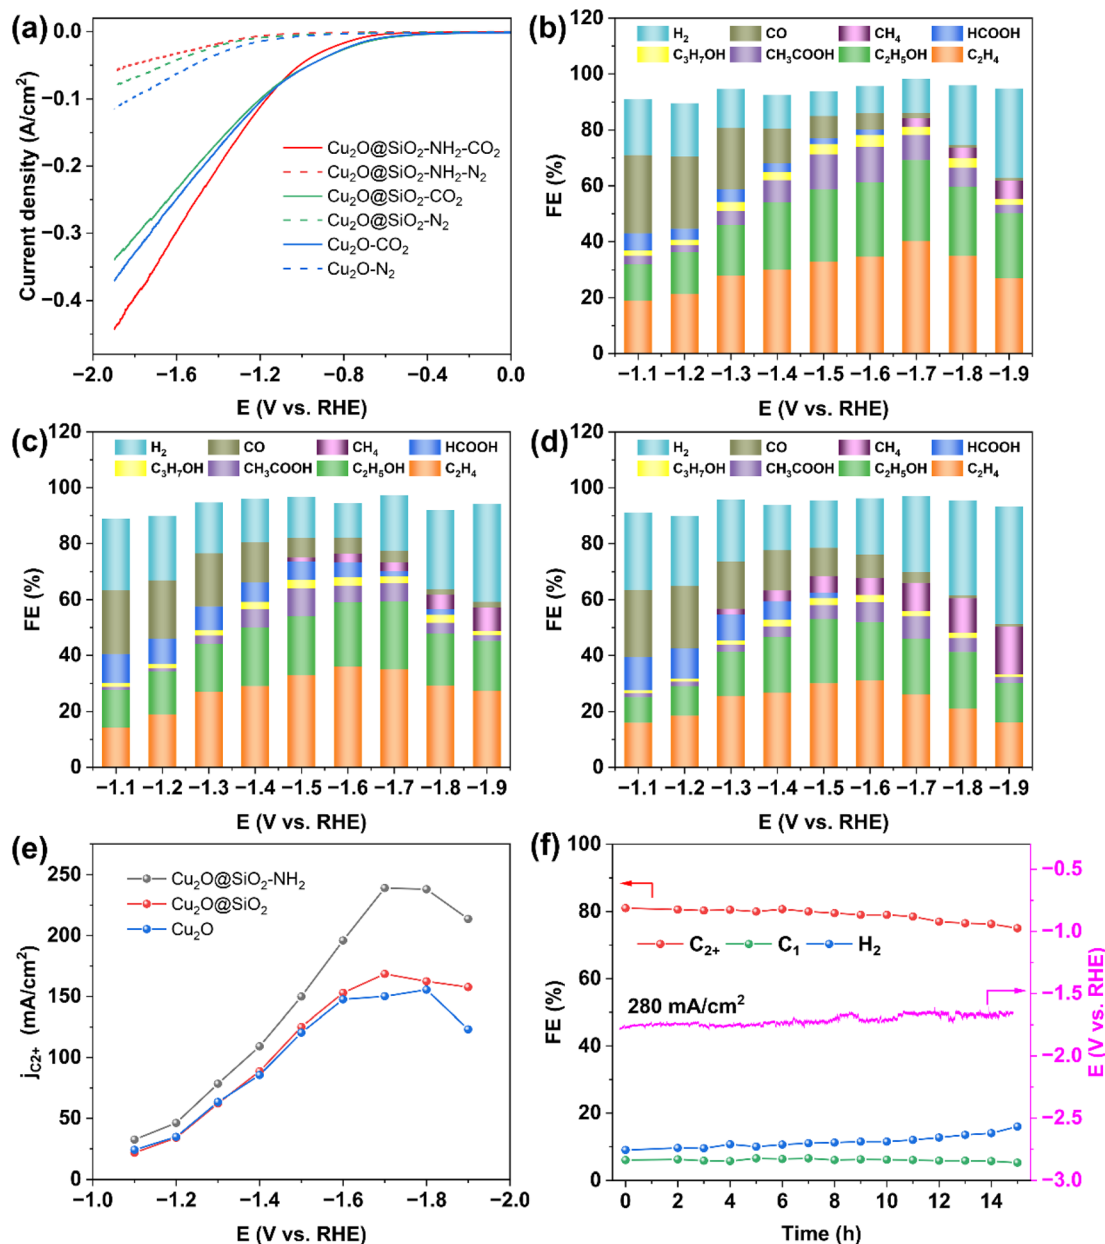 (a)
0.0
−0.1
−0.2
−0.3
−0.4
Current density (A/cm²)
Cu₂O@SiO₂-NH₂-CO₂
Cu₂O@SiO₂-NH₂-N₂
Cu₂O@SiO₂-CO₂
Cu₂O@SiO₂-N₂
Cu₂O-CO₂
Cu₂O-N₂
−2.0 −1.6 −1.2 −0.8 −0.4 0.0
E (V vs. RHE)
(b)
120
100
80
60
40
20
0
FE (%)
H₂ CO CH₄ HCOOH
C₃H₇OH CH₃COOH C₂H₅OH C₂H₄
−1.1 −1.2 −1.3 −1.4 −1.5 −1.6 −1.7 −1.8 −1.9
E (V vs. RHE)
(c)
120
100
80
60
40
20
0
FE (%)
H₂ CO CH₄ HCOOH
C₃H₇OH CH₃COOH C₂H₅OH C₂H₄
−1.1 −1.2 −1.3 −1.4 −1.5 −1.6 −1.7 −1.8 −1.9
E (V vs. RHE)
(d)
120
100
80
60
40
20
0
FE (%)
H₂ CO CH₄ HCOOH
C₃H₇OH CH₃COOH C₂H₅OH C₂H₄
−1.1 −1.2 −1.3 −1.4 −1.5 −1.6 −1.7 −1.8 −1.9
E (V vs. RHE)
(e)
250
200
150
100
50
0
j_C2+ (mA/cm²)
Cu₂O@SiO₂-NH₂
Cu₂O@SiO₂
Cu₂O
−1.0 −1.2 −1.4 −1.6 −1.8 −2.0
E (V vs. RHE)
(f)
100
80
60
40
20
0
FE (%)
C₂₊ C₁ H₂
280 mA/cm²
−0.5
−1.0
−1.5
−2.0
−2.5
−3.0
E (V vs. RHE)
0 2 4 6 8 10 12 14
Time (h)